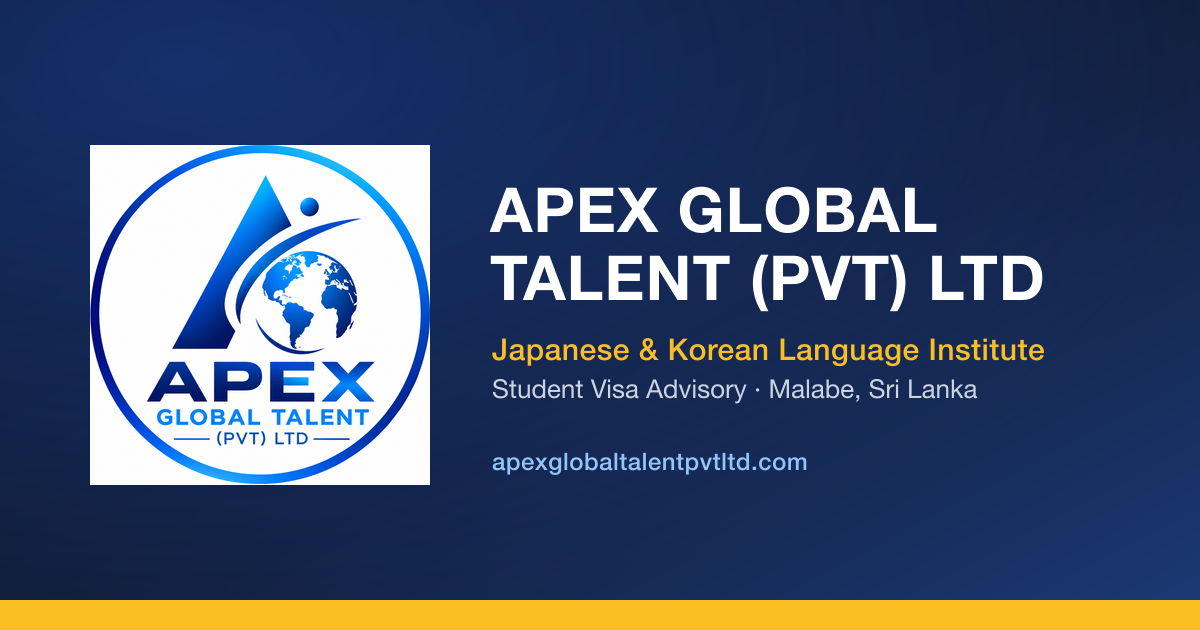 APEX
GLOBAL TALENT
(PVT) LTD
APEX GLOBAL
TALENT (PVT) LTD
Japanese & Korean Language Institute
Student Visa Advisory · Malabe, Sri Lanka
apexglobaltalentpvtltd.com